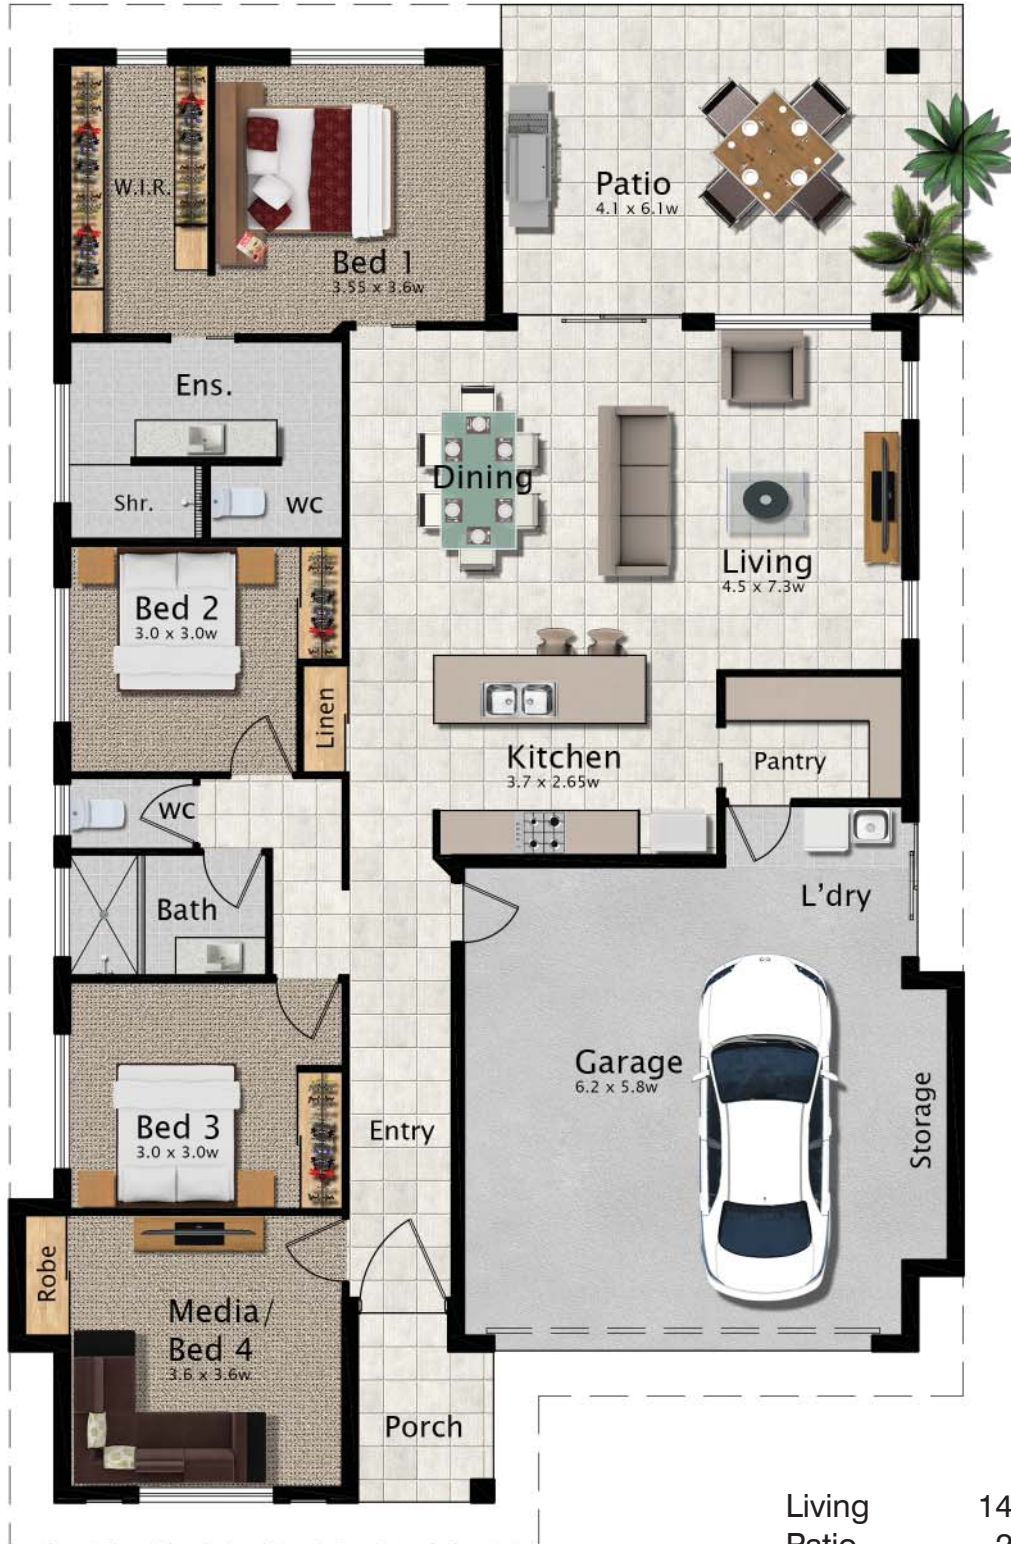 W.I.R.
Bed 1
3.55 x 3.6w
Patio
4.1 x 6.1w
Ens.
Shr.
WC
Dining
Living
4.5 x 7.3w
Bed 2
3.0 x 3.0w
Linen
Kitchen
3.7 x 2.65w
Pantry
WC
Bath
L'dry
Garage
6.2 x 5.8w
Storage
Bed 3
3.0 x 3.0w
Entry
Robe
Media/
Bed 4
3.6 x 3.6w
Porch
Living 14
Patio 2